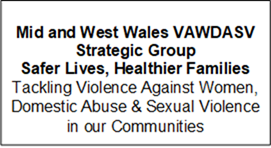 Mid and West Wales VAWDASV
Strategic Group
Safer Lives, Healthier Families
Tackling Violence Against Women,
Domestic Abuse & Sexual Violence
in our Communities